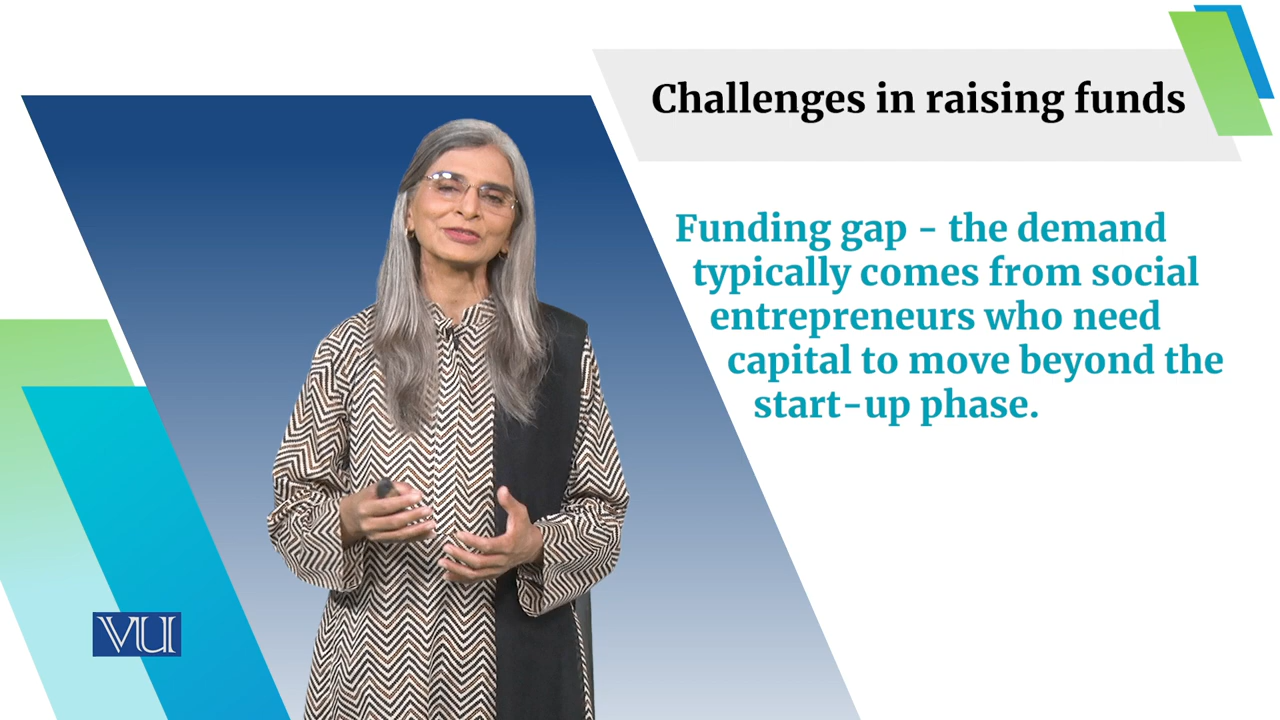 Challenges in raising funds
Funding gap - the demand
typically comes from social
entrepreneurs who need
capital to move beyond the
start-up phase.
VU